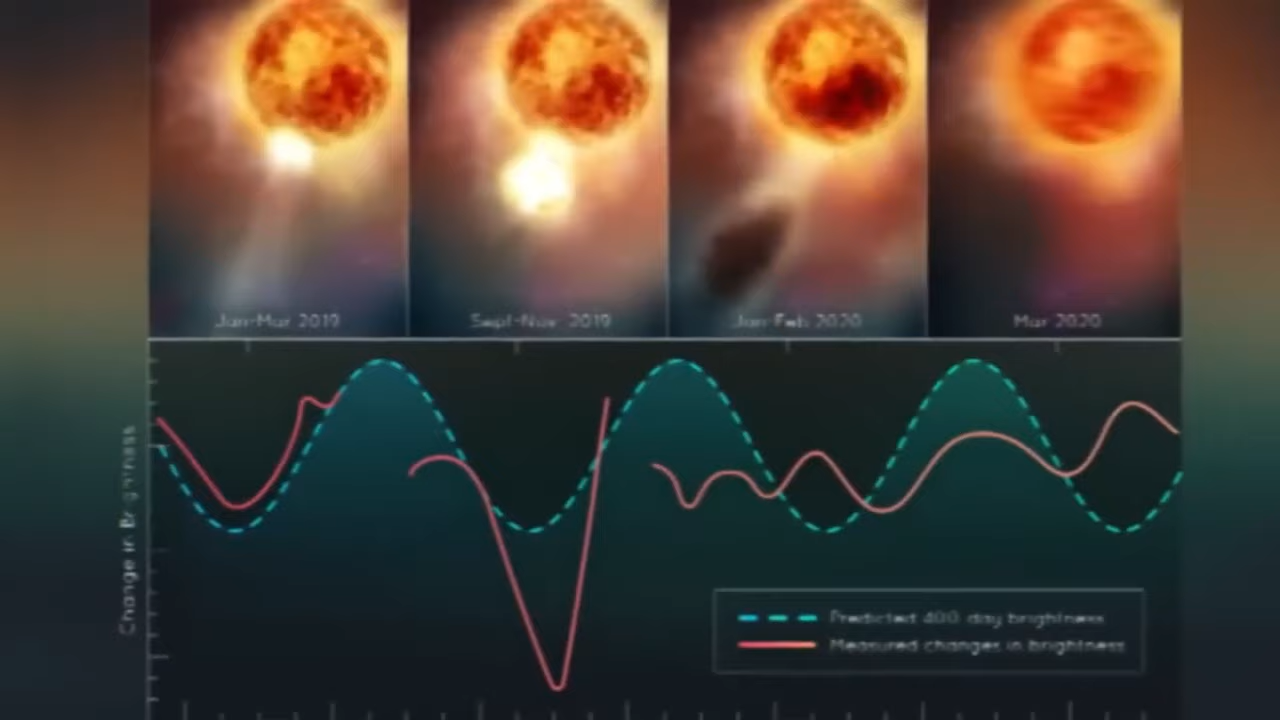 Jan-Mar 2019
Sept-Nov 2019
Jan-Feb 2020
Mar 2020
Change in Brightness
Predicted 400 day brightness
Measured changes in brightness